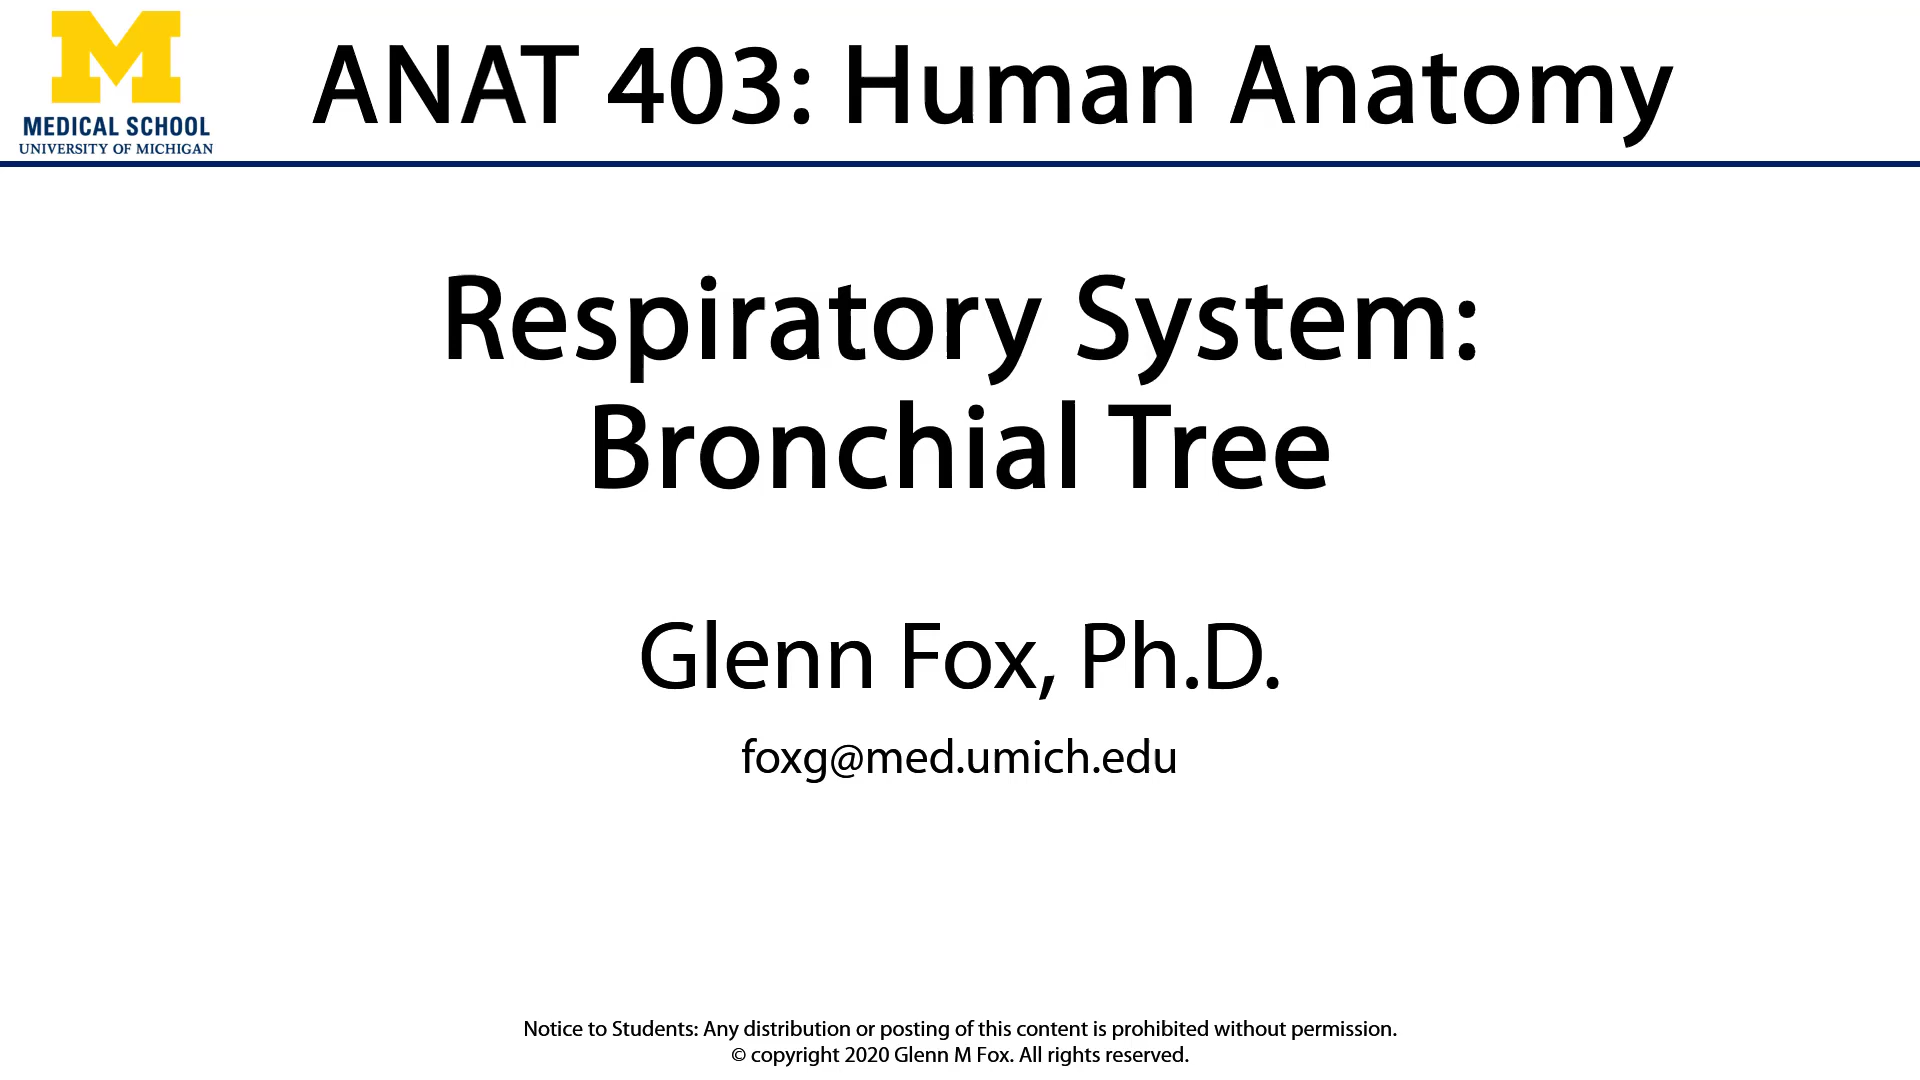 M
MEDICAL SCHOOL
UNIVERSITY OF MICHIGAN
ANAT 403: Human Anatomy
Respiratory System:
Bronchial Tree
Glenn Fox, Ph.D.
foxg@med.umich.edu
Notice to Students: Any distribution or posting of this content is prohibited without permission.
© copyright 2020 Glenn M Fox. All rights reserved.